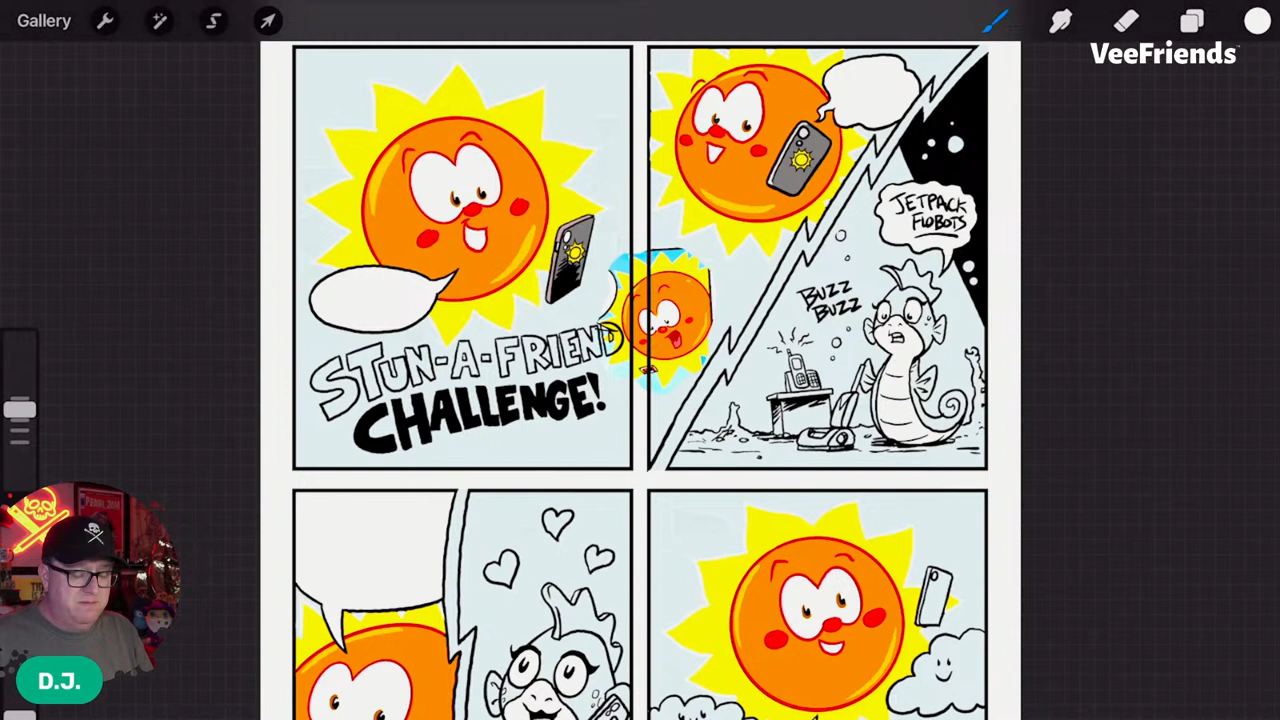 Gallery
VeeFriends
STUN-A-FRIEND
CHALLENGE!
JETPACK
FLOBOTS
BUZZ
BUZZ
D.J.